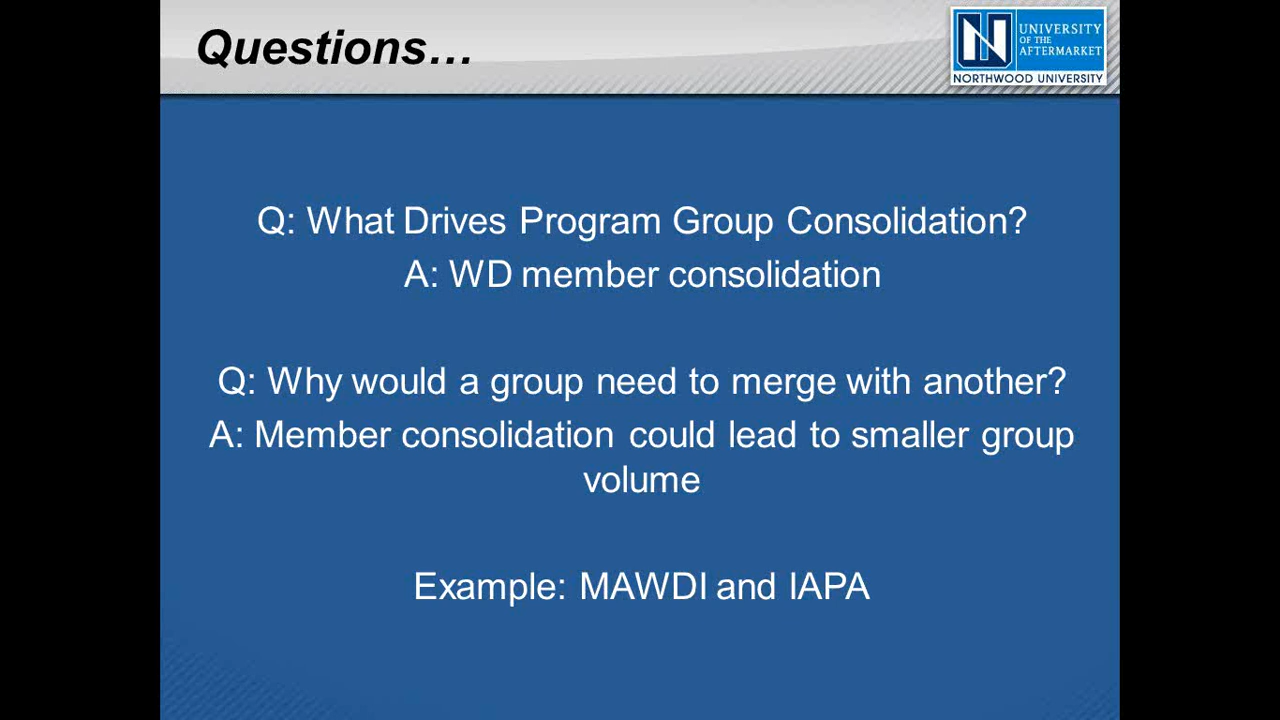 Questions…
N
UNIVERSITY
OF THE
AFTERMARKET
NORTHWOOD UNIVERSITY
Q: What Drives Program Group Consolidation?
A: WD member consolidation
Q: Why would a group need to merge with another?
A: Member consolidation could lead to smaller group
volume
Example: MAWDI and IAPA